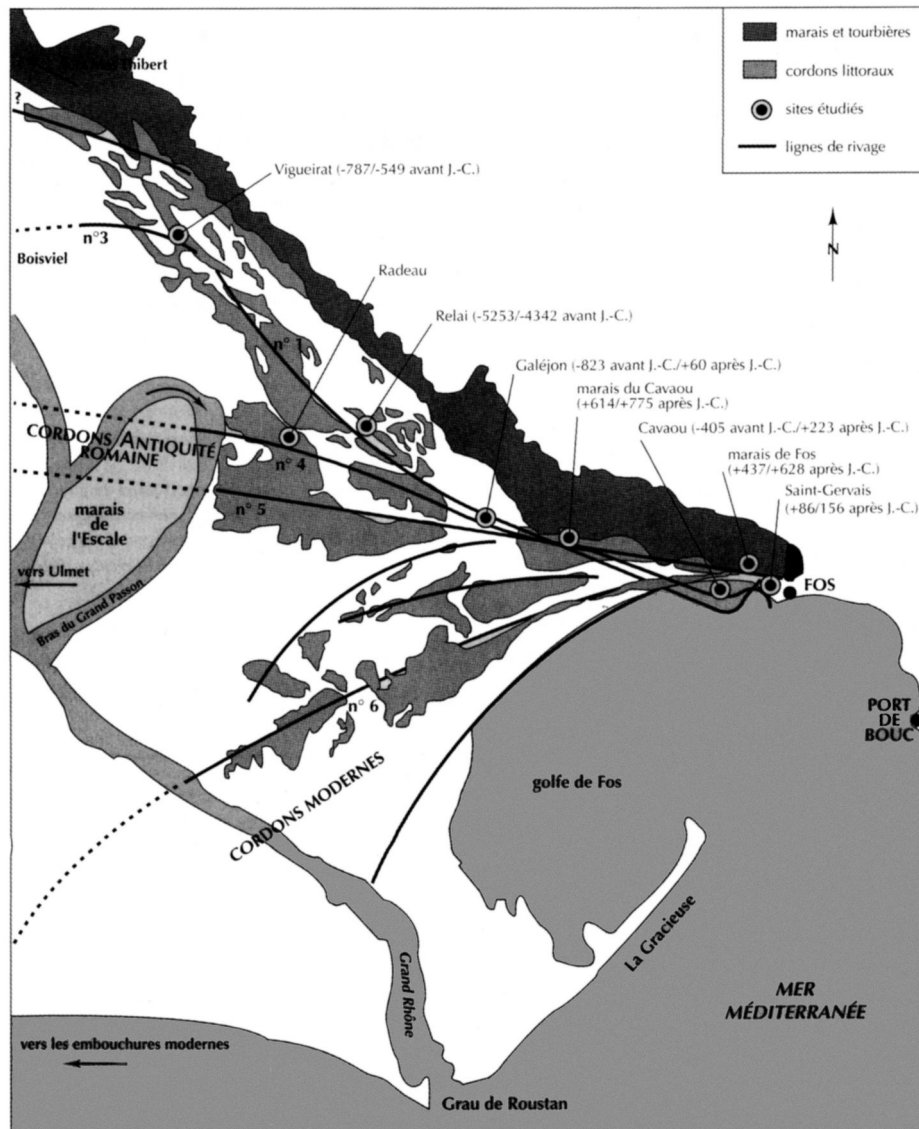 marais et tourbières
cordons littoraux
sites étudiés
lignes de rivage
?
Vigueirat (-787/-549 avant J.-C.)
N
n°3
Boisviel
Radeau
Relai (-5253/-4342 avant J.-C.)
n° 1
Galéjon (-823 avant J.-C./+60 après J.-C.)
marais du Cavaou
(+614/+775 après J.-C.)
Cavaou (-405 avant J.-C./+223 après J.-C.)
marais de Fos
(+437/+628 après J.-C.)
Saint-Gervais
(+86/156 après J.-C.)
CORDONS ANTIQUITÉ
ROMAINE
n° 4
n° 5
marais
de
l'Escale
vers Ulmet
Bras du Grand Passon
FOS
n° 6
PORT
DE
BOUC
CORDONS MODERNES
golfe de Fos
La Gracieuse
Grand Rhône
MER
MÉDITERRANÉE
vers les embouchures modernes
Grau de Roustan